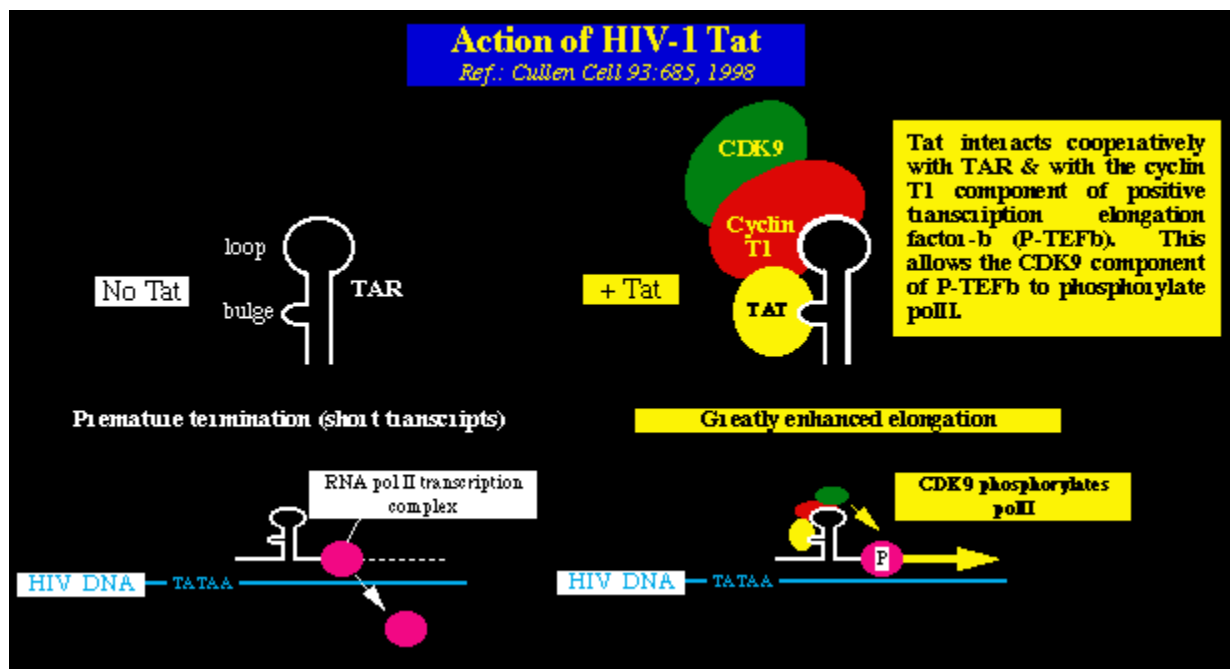 Action of HIV-1 Tat
Ref.: Cullen Cell 93:685, 1998
No Tat
loop
bulge
TAR
+ Tat
CDK9
Cyclin
T1
TAT
Tat interacts cooperatively
with TAR & with the cyclin
T1 component of positive
transcription elongation
factor-b (P-TEFb). This
allows the CDK9 component
of P-TEFb to phosphorylate
polII.
Premature termination (short transcripts)
Greatly enhanced elongation
RNA pol II transcription
complex
HIV DNA
TATAA
CDK9 phosphorylates
polII
P
HIV DNA
TATAA